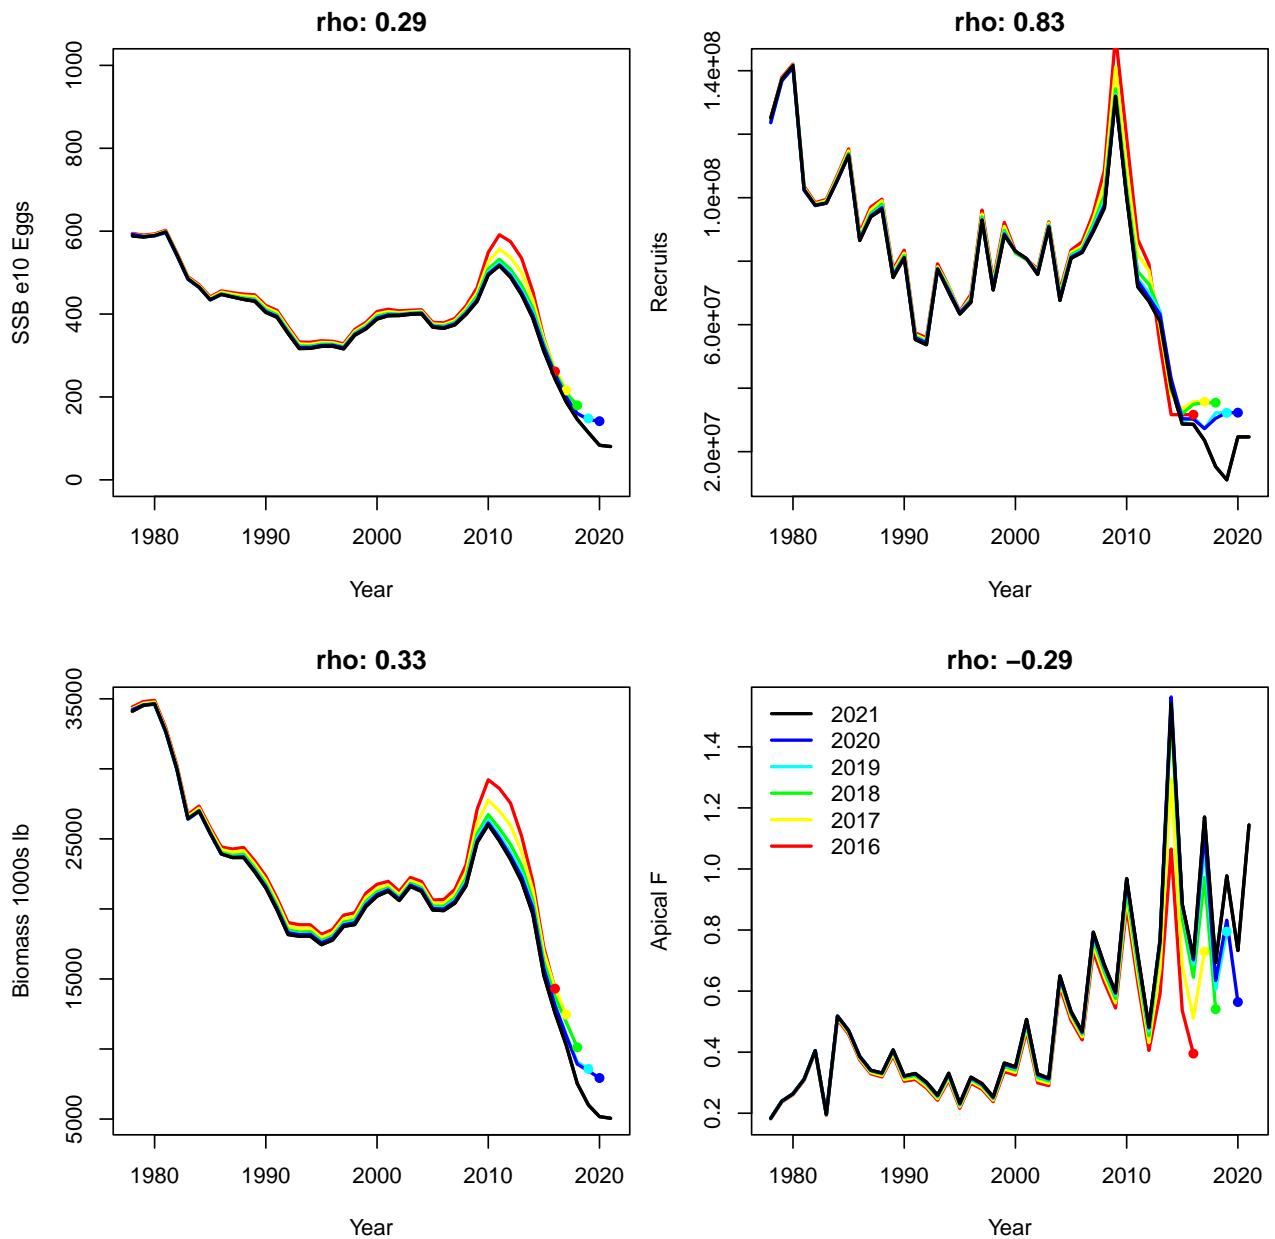 rho: 0.29
SSB e10 Eggs
0
200
400
600
800
1000
1980
1990
2000
2010
2020
Year
rho: 0.83
Recruits
2.0e+07
6.0e+07
1.0e+08
1.4e+08
1980
1990
2000
2010
2020
Year
rho: 0.33
Biomass 1000s lb
5000
15000
25000
35000
1980
1990
2000
2010
2020
Year
rho: −0.29
Apical F
0.2
0.4
0.6
0.8
1.0
1.2
1.4
2021
2020
2019
2018
2017
2016
1980
1990
2000
2010
2020
Year